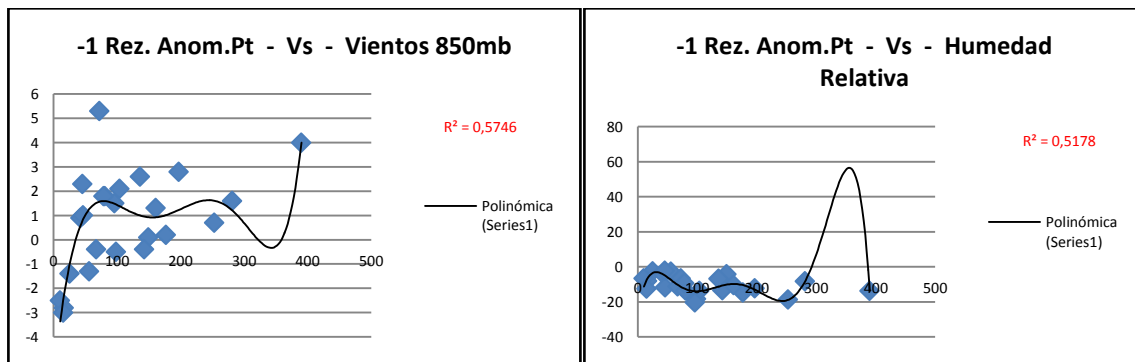 -1 Rez. Anom.Pt - Vs - Vientos 850mb
6
5
4
3
2
1
0
-1
-2
-3
-4
0 100 200 300 400 500
R² = 0,5746
Polinómica
(Series1)
-1 Rez. Anom.Pt - Vs - Humedad
Relativa
80
60
40
20
0
-20
-40
0 100 200 300 400 500
R² = 0,5178
Polinómica
(Series1)